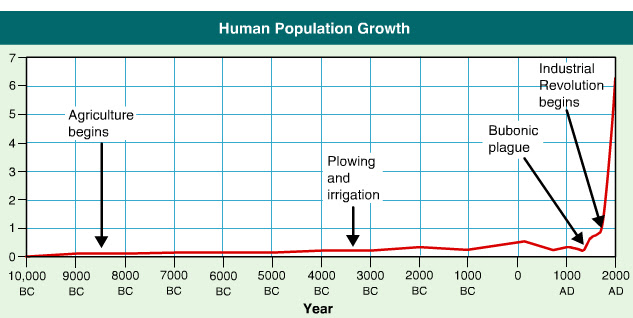 Human Population Growth
7
6
5
4
3
2
1
0
Agriculture
begins
Plowing
and
irrigation
Bubonic
plague
Industrial
Revolution
begins
10,000 9000 8000 7000 6000 5000 4000 3000 2000 1000 0 1000 2000
BC BC BC BC BC BC BC BC BC BC AD AD
Year